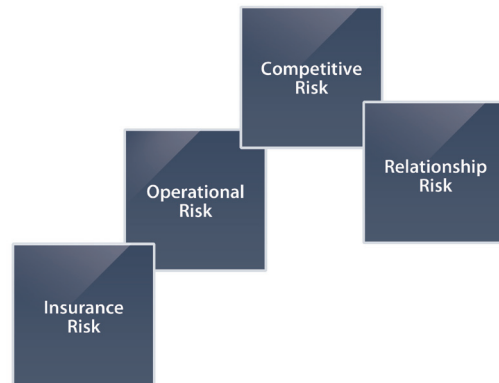 Competitive
Risk
Relationship
Risk
Operational
Risk
Insurance
Risk